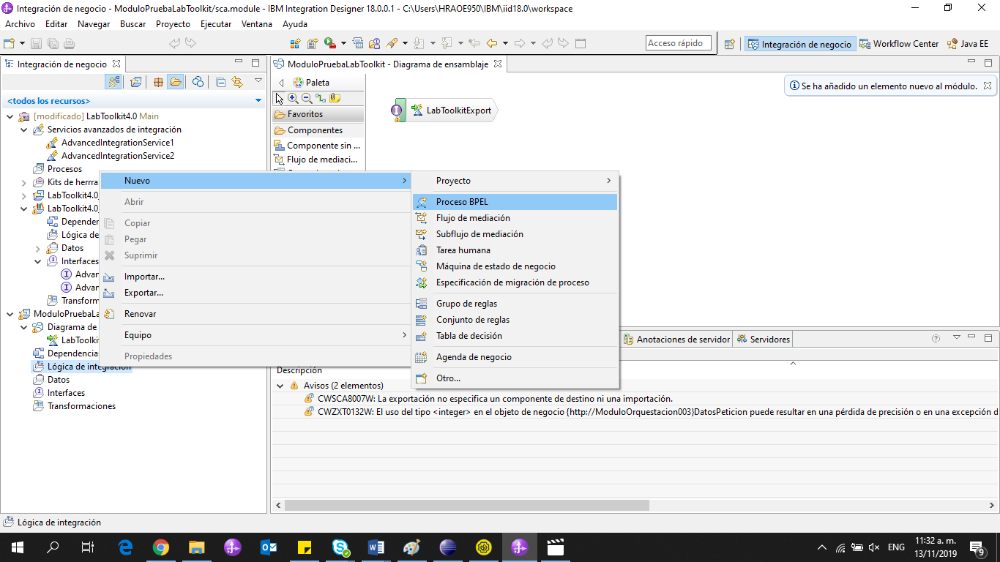 Integración de negocio - ModuloPruebaLabToolkit/sca.module - IBM Integration Designer 18.0.0.1 - C:\Users\HRAOE950\IBM\iid18.0\workspace
Archivo Editar Navegar Buscar Proyecto Ejecutar Ventana Ayuda
Acceso rápido Integración de negocio Workflow Center Java EE
Integración de negocio
ModuloPruebaLabToolkit - Diagrama de ensamblaje
<todos los recursos>
[modificado] LabToolkit4.0 Main
Servicios avanzados de integración
AdvancedIntegrationService1
AdvancedIntegrationService2
Procesos
Kits de herrra
LabToolkit4.0
LabToolkit4.0
Depender
Lógica de
Datos
Interfaces
Advar
Advar
Transform
ModuloPruebaLa
Diagrama de
LabToolkit
Dependencia
Lógica de integración
Datos
Interfaces
Transformaciones
Paleta
Favoritos
Componentes
Componente sin ...
Flujo de mediaci...
LabToolkitExport
Se ha añadido un elemento nuevo al módulo.
Nuevo
Abrir
Copiar
Pegar
Suprimir
Importar...
Exportar...
Renovar
Equipo
Propiedades
Proyecto
Proceso BPEL
Flujo de mediación
Subflujo de mediación
Tarea humana
Máquina de estado de negocio
Especificación de migración de proceso
Grupo de reglas
Conjunto de reglas
Tabla de decisión
Agenda de negocio
Otro...
Anotaciones de servidor Servidores
Descripción
Avisos (2 elementos)
CWSCA8007W: La exportación no especifica un componente de destino ni una importación.
CWZXT0132W: El uso del tipo <integer> en el objeto de negocio {http://ModuloOrquestacion003}DatosPeticion puede resultar en una pérdida de precisión o en una excepción d
Lógica de integración
ENG
11:32 a. m.
13/11/2019
9